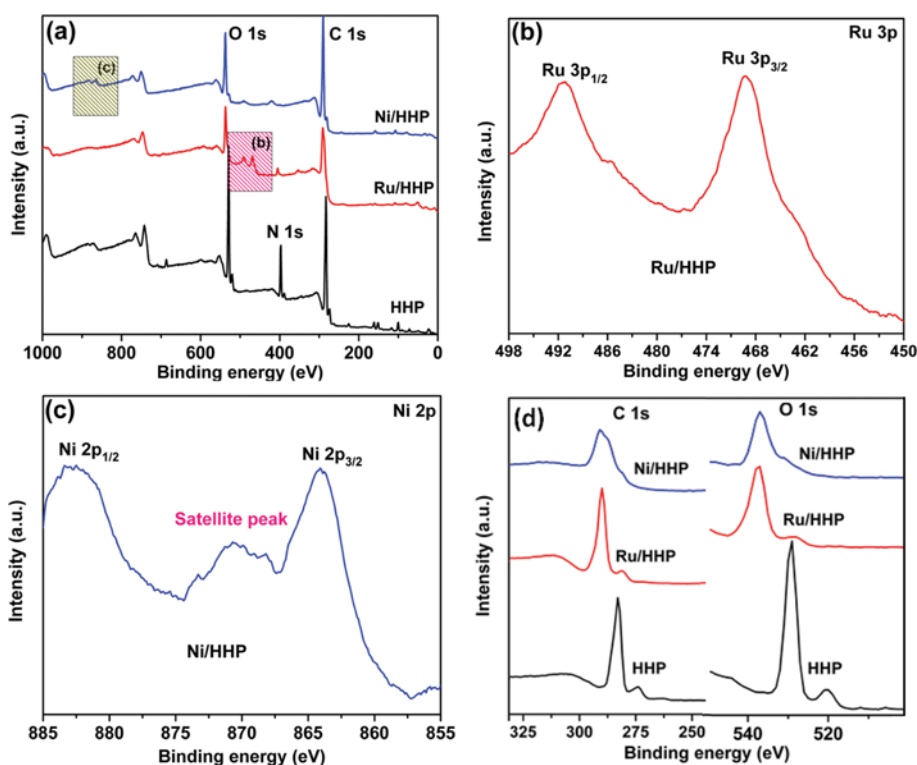 (a)
O 1s
C 1s
(c)
Ni/HHP
(b)
Ru/HHP
N 1s
HHP
Intensity (a.u.)
1000 800 600 400 200 0
Binding energy (eV)
(b)
Ru 3p
Ru 3p1/2
Ru 3p3/2
Ru/HHP
Intensity (a.u.)
498 492 486 480 474 468 462 456 450
Binding energy (eV)
(c)
Ni 2p
Ni 2p1/2
Ni 2p3/2
Satellite peak
Ni/HHP
Intensity (a.u.)
885 880 875 870 865 860 855
Binding energy (eV)
(d)
C 1s
O 1s
Ni/HHP
Ru/HHP
Ru/HHP
HHP
HHP
Intensity (a.u.)
325 300 275 250 540 520
Binding energy (eV)